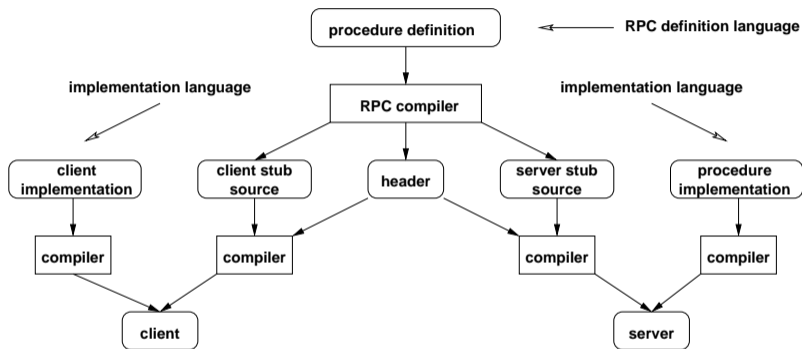 procedure definition
RPC definition language
implementation language
implementation language
RPC compiler
client
implementation
client stub
source
header
server stub
source
procedure
implementation
compiler
compiler
compiler
compiler
client
server